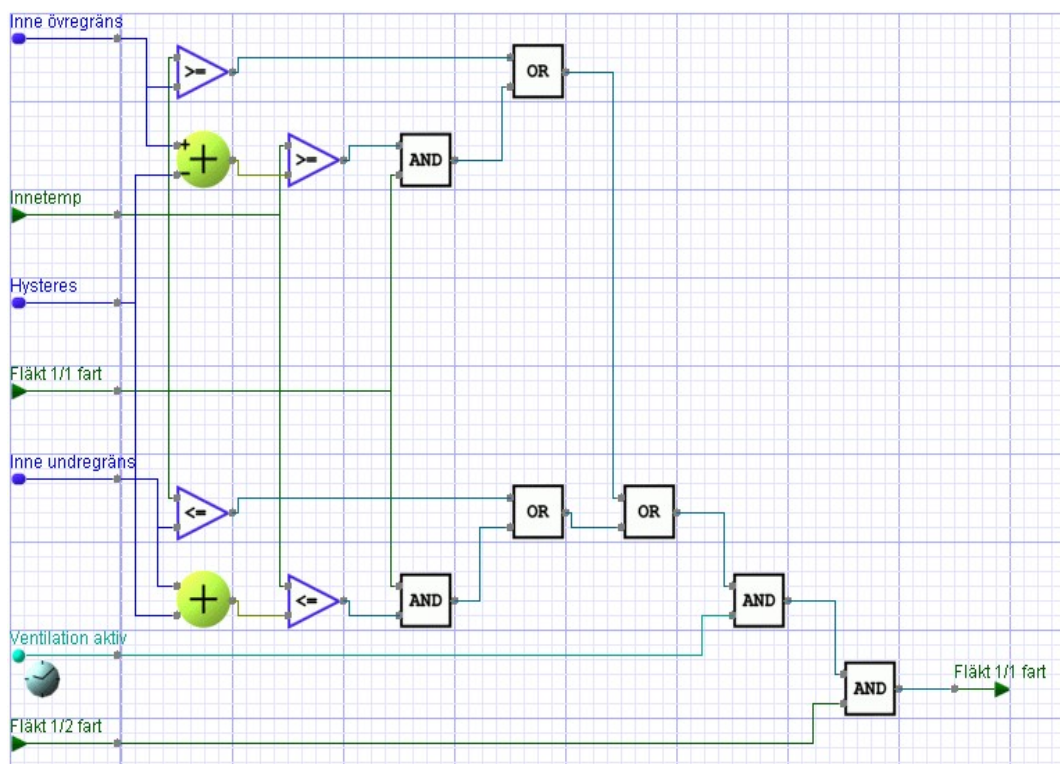 Inne övregräns
>=
OR
+
-
+
>=
AND
Innetemp
Hysteres
Fläkt 1/1 fart
Inne undregräns
<=
OR
OR
+
<=
AND
AND
Ventilation aktiv
AND
Fläkt 1/1 fart
Fläkt 1/2 fart